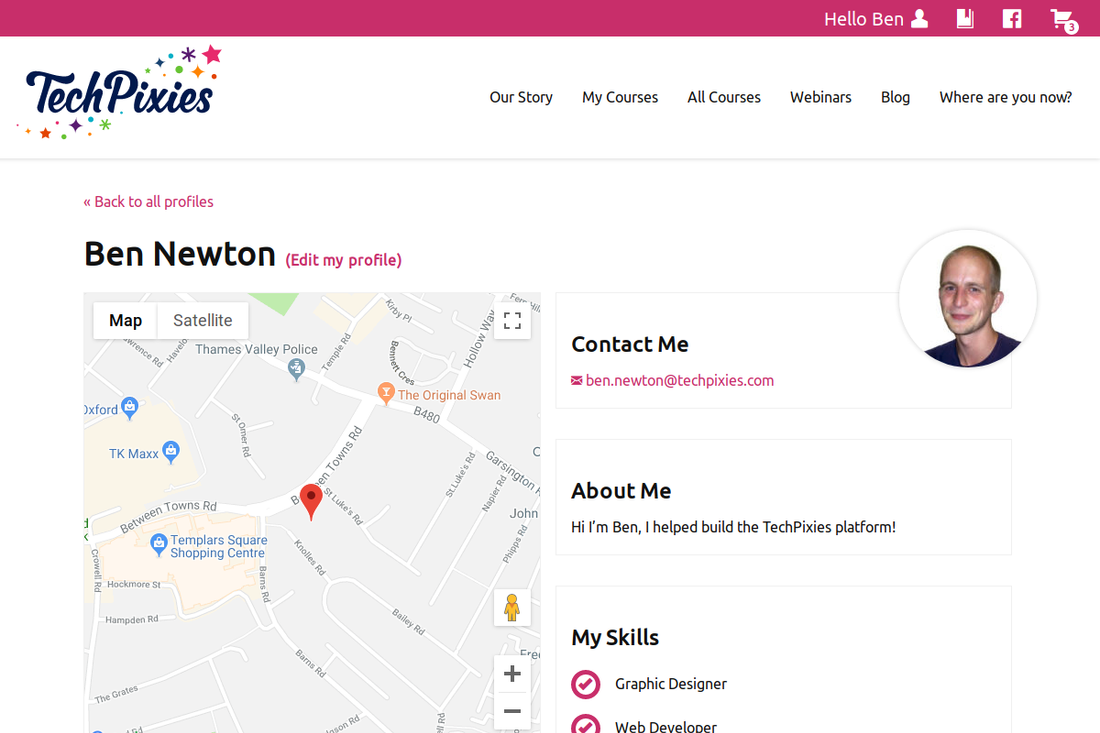 Hello Ben
3
TechPixies
Our Story
My Courses
All Courses
Webinars
Blog
Where are you now?
« Back to all profiles
Ben Newton (Edit my profile)
Map
Satellite
Kirby Pl
Hollow Way
Thames Valley Police
Temple Rd
Bennett Cres
The Original Swan
B480
Oxford
St Omer Rd
TK Maxx
Between Towns Rd
St Luke's Rd
Garsington R
Napier Rd
John
Between Towns Rd
St Luke's Rd
Phipps Rd
Templars Square
Shopping Centre
Knolles Rd
Crowell Rd
Barns Rd
Hockmore St
Hampden Rd
Bailey Rd
Barns Rd
The Grates
Contact Me
ben.newton@techpixies.com
About Me
Hi I'm Ben, I helped build the TechPixies platform!
My Skills
Graphic Designer
Web Developer